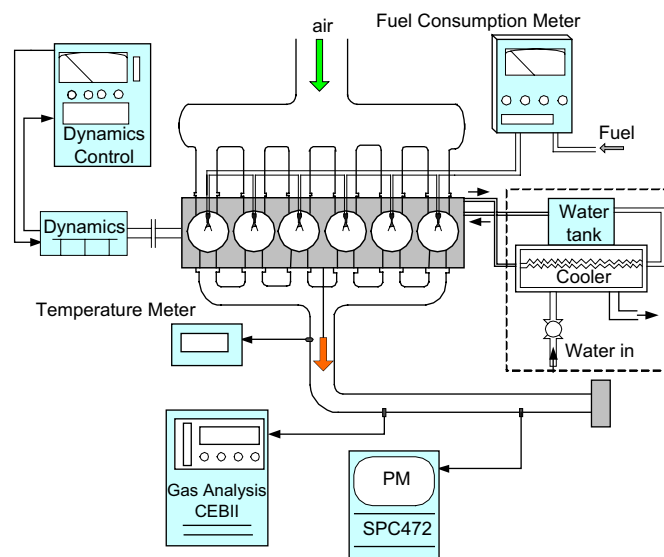 Fuel Consumption Meter
air
Dynamics
Control
Fuel
Dynamics
Water
tank
Cooler
Temperature Meter
Water in
Gas Analysis
CEBII
PM
SPC472